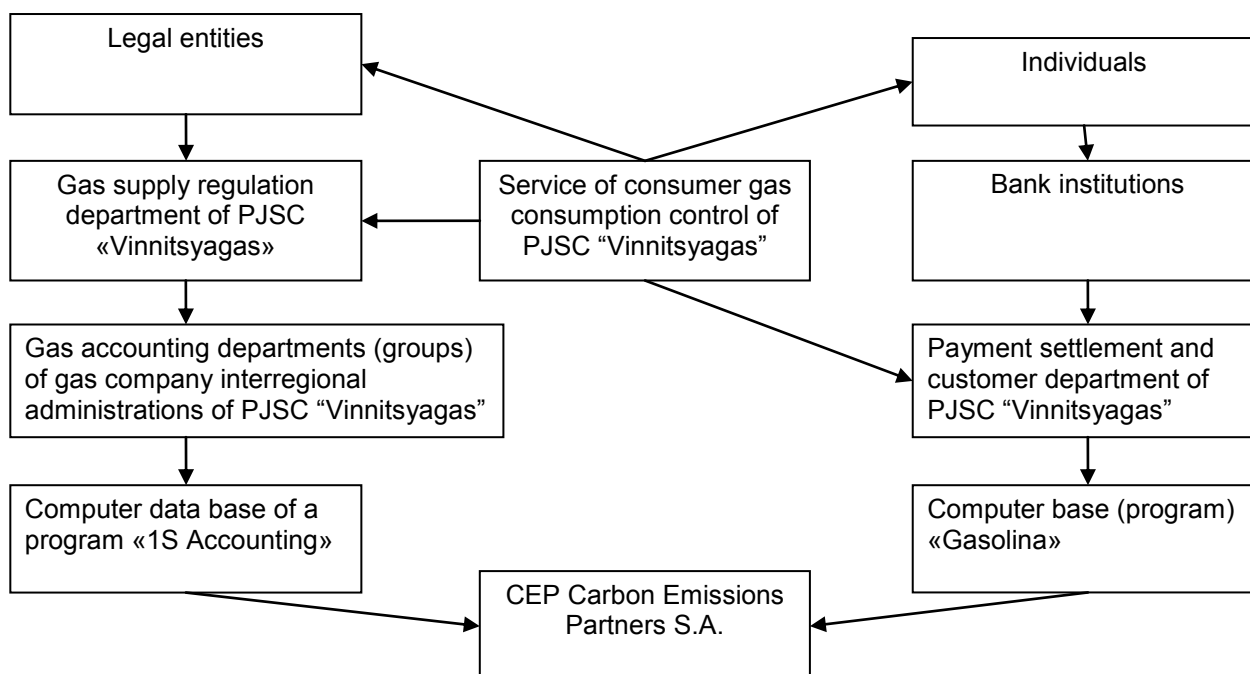 Legal entities
Individuals
Gas supply regulation
department of PJSC
«Vinnitsyagas»
Service of consumer gas
consumption control of
PJSC “Vinnitsyagas”
Bank institutions
Gas accounting departments (groups)
of gas company interregional
administrations of PJSC “Vinnitsyagas”
Payment settlement and
customer department of
PJSC “Vinnitsyagas”
Computer data base of a
program «1S Accounting»
Computer base (program)
«Gasolina»
CEP Carbon Emissions
Partners S.A.